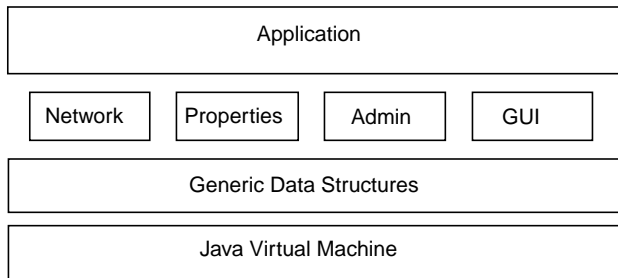 Application
Network Properties Admin GUI
Generic Data Structures
Java Virtual Machine